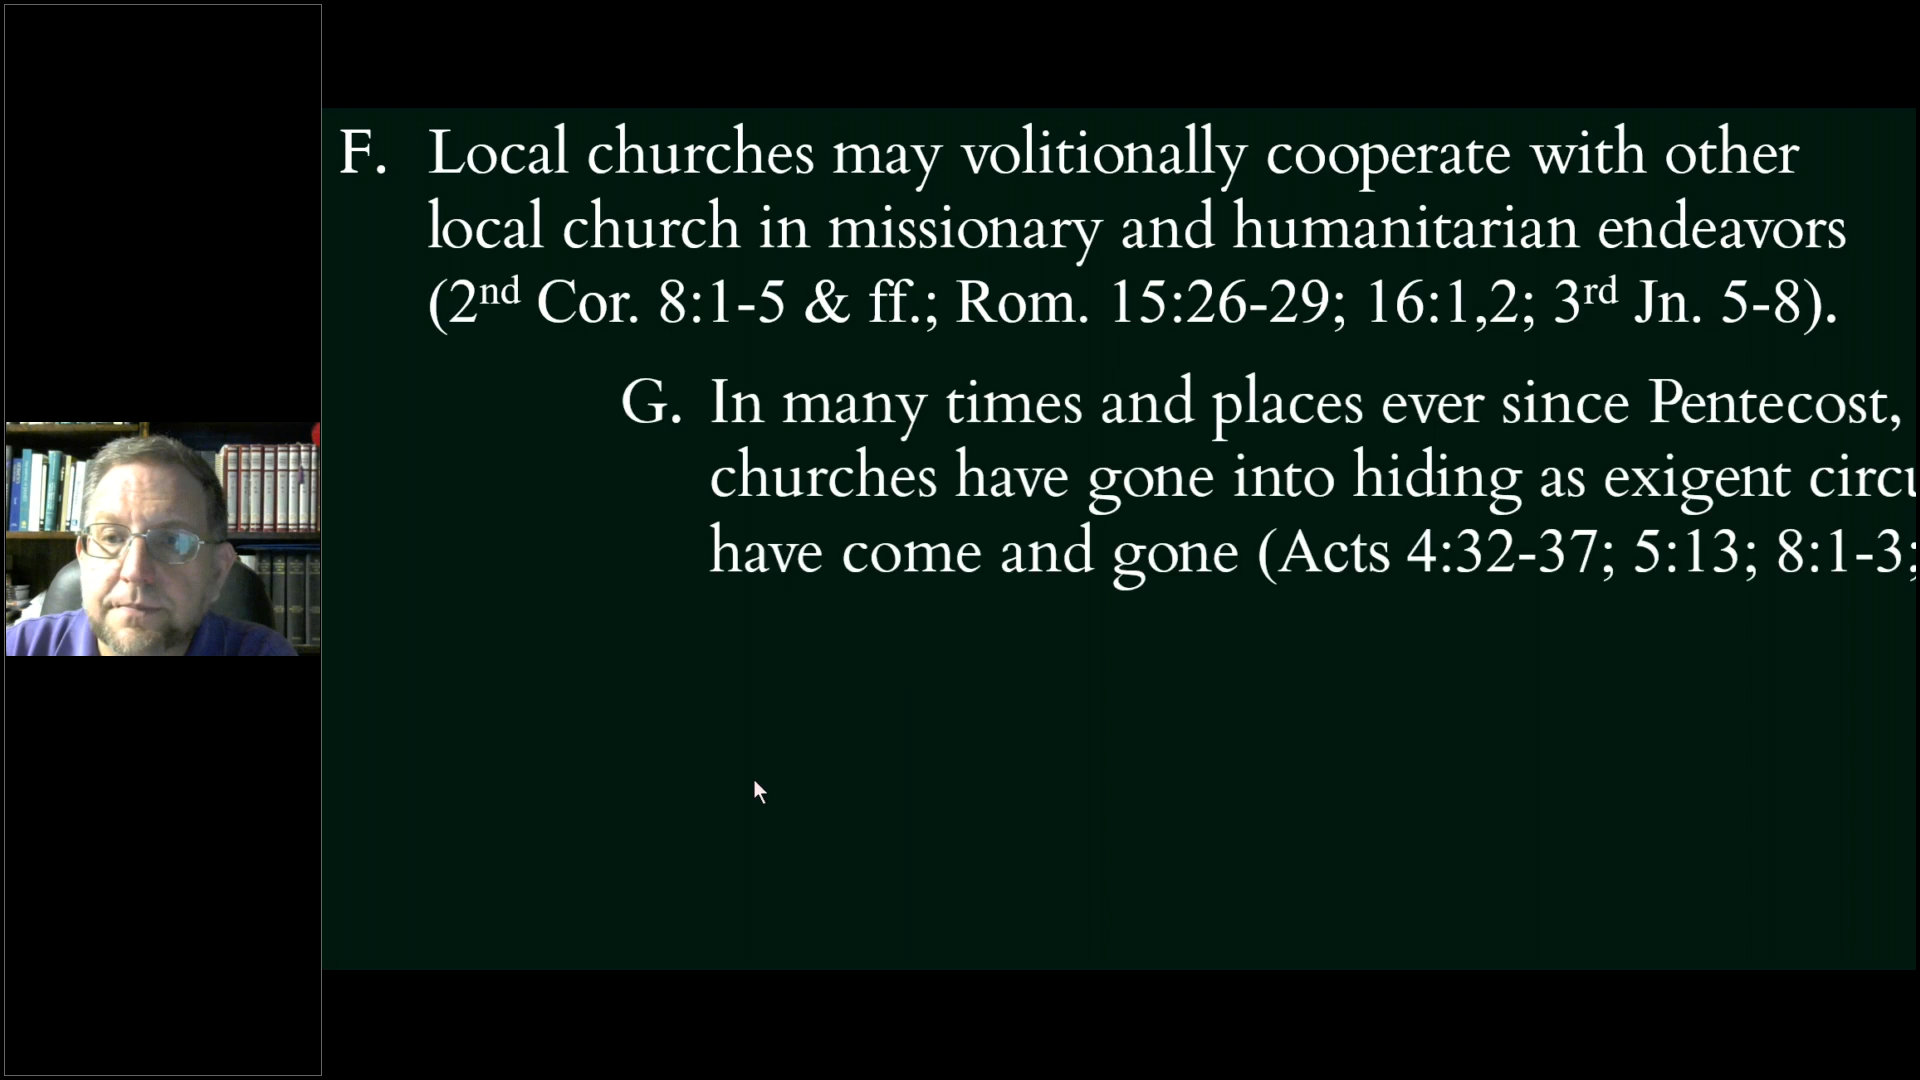 F. Local churches may volitionally cooperate with other
local church in missionary and humanitarian endeavors
(2nd Cor. 8:1-5 & ff.; Rom. 15:26-29; 16:1,2; 3rd Jn. 5-8).
G. In many times and places ever since Pentecost,
churches have gone into hiding as exigent
have come and gone (Acts 4:32-37; 5:13; 8:1-3;